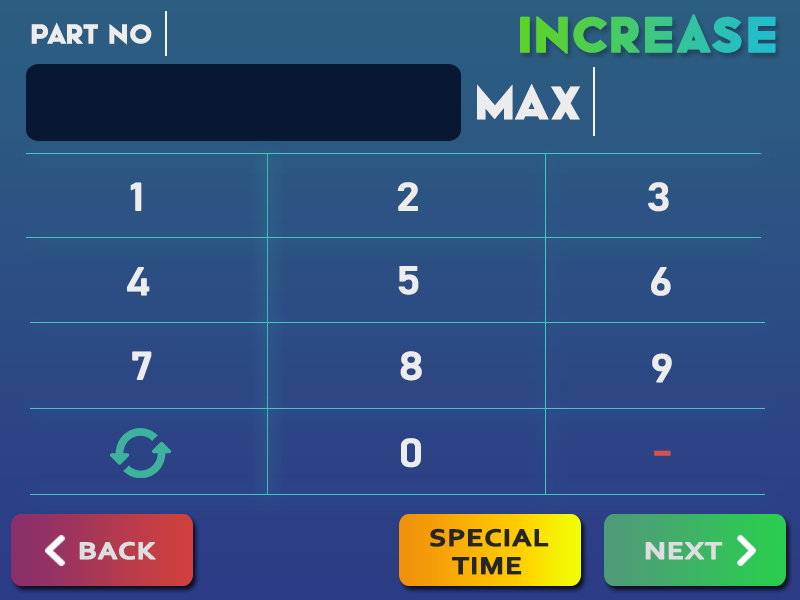 PART NO
INCREASE
MAX
1 2 3
4 5 6
7 8 9
0 -
BACK
SPECIAL
TIME
NEXT